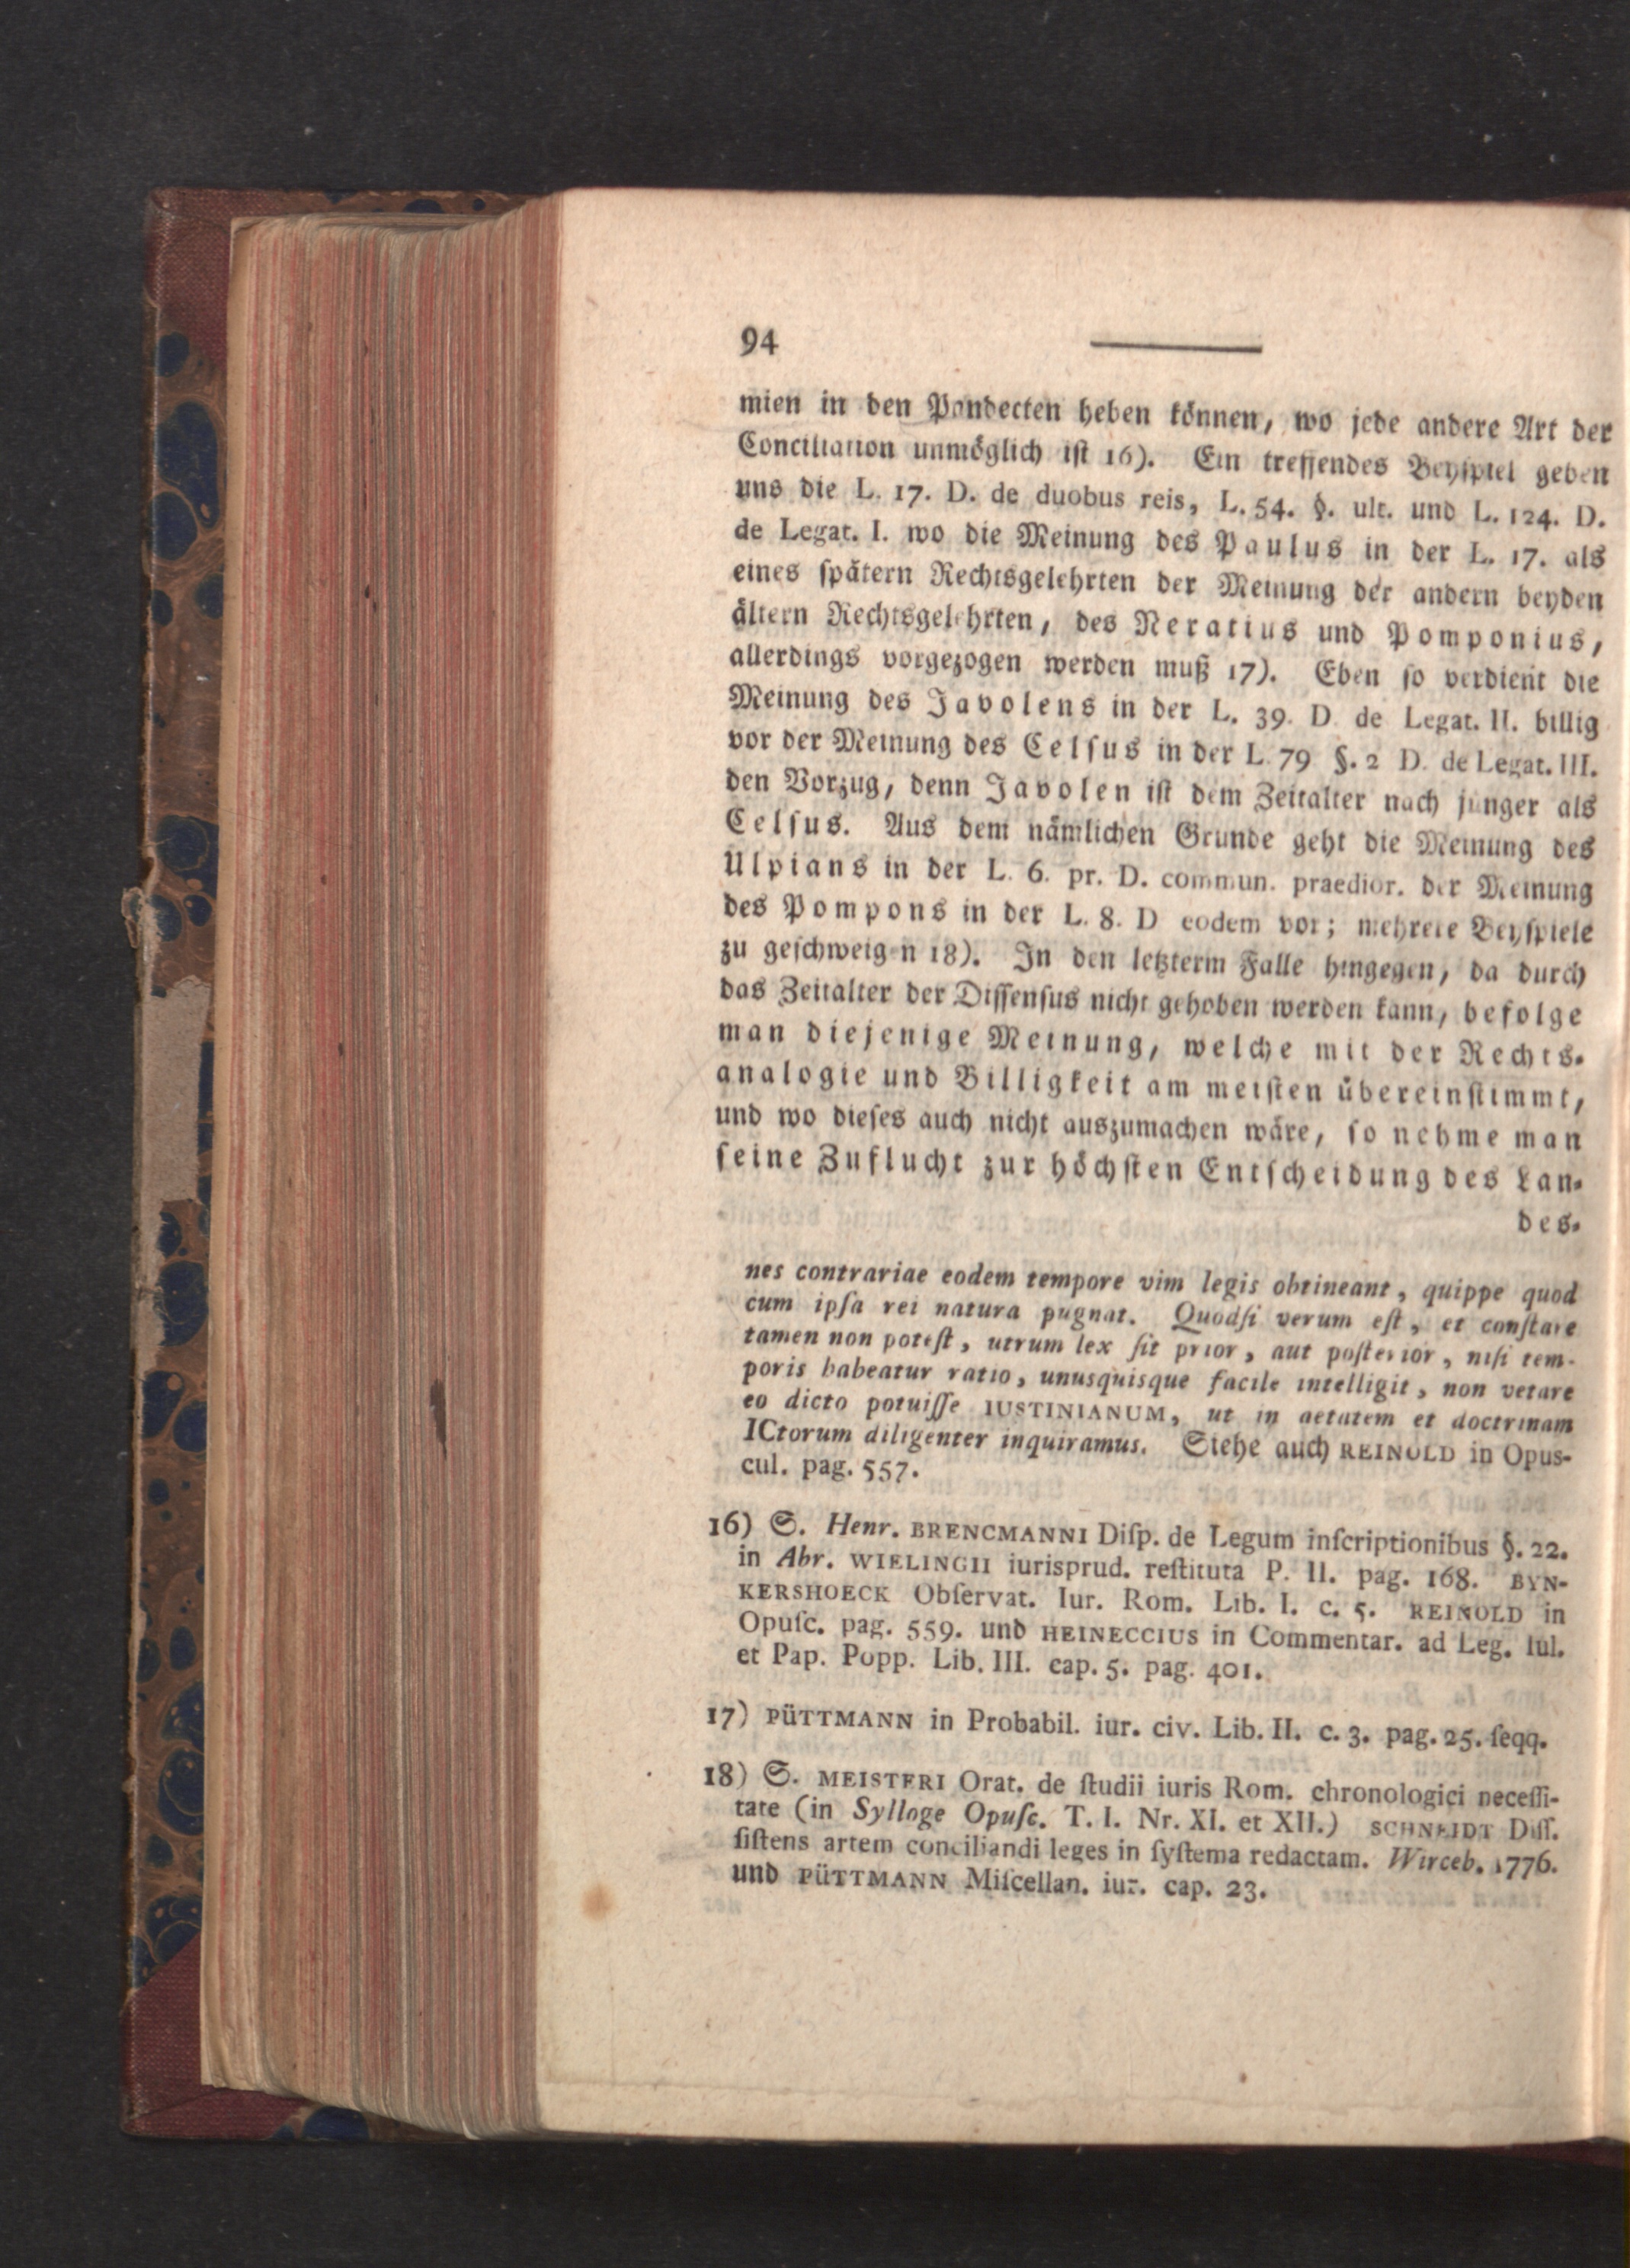 94
mien in den Pandecten heben können, wo jede andere Art der
Conciliation unmöglich ist 16). Ein treffendes Beyspiel geben
uns die L. 17. D. de duobus reis, L. 54. §. ult. und L. 124. D.
de Legat. I. wo die Meinung des Paulus in der L. 17. als
eines spätern Rechtsgelehrten der Meinung der andern beyden
ältern Rechtsgelehrten, des Neratius und Pomponius,
allerdings vorgezogen werden muß 17). Eben so verdient die
Meinung des Javolens in der L. 39. D. de Legat. II. billig
vor der Meinung des Celsus in der L. 79 §. 2 D. de Legat. III.
den Vorzug, denn Javolen ist dem Zeitalter nach junger als
Celsus. Aus dem nämlichen Grunde geht die Meinung des
Ulpians in der L. 6. pr. D. commun. praedior. der Meinung
des Pompons in der L. 8. D eodem vor; mehrere Beyspiele
zu geschweigen 18). In den letzterm Falle hingegen, da durch
das Zeitalter der Dissensus nicht gehoben werden kann, befolge
man diejenige Meinung, welche mit der Rechts-
analogie und Billigkeit am meisten übereinstimmt,
und wo dieses auch nicht auszumachen wäre, so nehme man
seine Zuflucht zur höchsten Entscheidung des Lan-
des-
nes contrariae eodem tempore vim legis obtineant, quippe quod
cum ipſa rei natura pugnat. Quodſi verum eſt, et conſtare
tamen non poteſt, utrum lex ſit prior, aut poſterior, niſi tem-
poris habeatur ratio, unusquisque facile intelligit, non vetare
eo dicto potuiſſe IUSTINIANUM, ut in aetatem et doctrinam
ICtorum diligenter inquiramus. Siehe auch REINOLD in Opus-
cul. pag. 557.
16) S. Henr. BRENCMANNI Diſp. de Legum inſcriptionibus §. 22.
in Abr. WIELINGII iurisprud. reſtituta P. II. pag. 168. BYN-
KERSHOECK Obſervat. Iur. Rom. Lib. I. c. 5. REINOLD in
Opuſc. pag. 559. und HEINECCIUS in Commentar. ad Leg. Iul.
et Pap. Popp. Lib. III. cap. 5. pag. 401.
17) PÜTTMANN in Probabil. iur. civ. Lib. II. c. 3. pag. 25. ſeqq.
18) S. MEISTERI Orat. de ſtudii iuris Rom. chronologici neceſſi-
tate (in Sylloge Opuſc. T. I. Nr. XI. et XII.) SCHNEIDT Diſſ.
ſiſtens artem conciliandi leges in ſyſtema redactam. Wirceb. 1776.
und PÜTTMANN Miſcellan. iur. cap. 23.